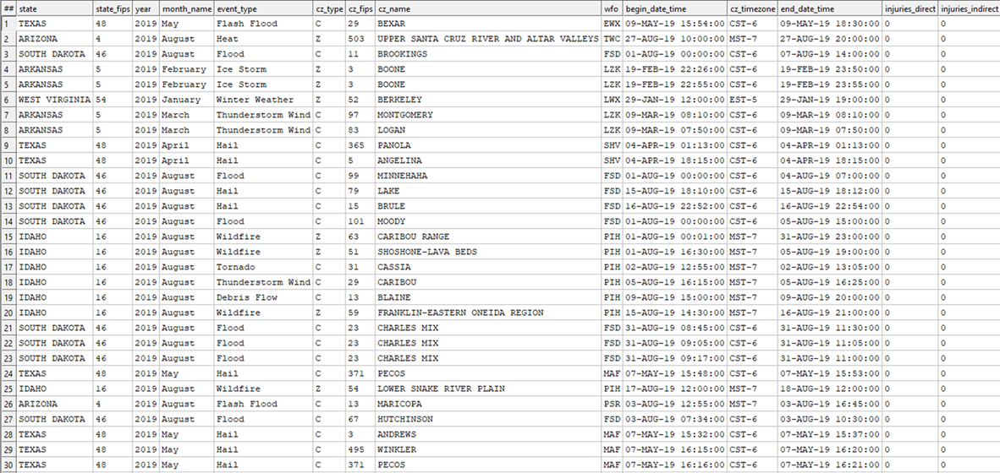 ## state state_fips year month_name event_type cz_type cz_fips cz_name wfo begin_date_time cz_timezone end_date_time injuries_direct injuries_indirect
1 TEXAS 48 2019 May Flash Flood C 29 BEXAR EWX 09-MAY-19 15:54:00 CST-6 09-MAY-19 18:30:00 0 0
2 ARIZONA 4 2019 August Heat Z 503 UPPER SANTA CRUZ RIVER AND ALTAR VALLEYS TWC 27-AUG-19 10:00:00 MST-7 27-AUG-19 20:00:00 0 0
3 SOUTH DAKOTA 46 2019 August Flood C 11 BROOKINGS FSD 01-AUG-19 00:00:00 CST-6 07-AUG-19 14:00:00 0 0
4 ARKANSAS 5 2019 February Ice Storm Z 3 BOONE LZK 19-FEB-19 22:26:00 CST-6 19-FEB-19 23:50:00 0 0
5 ARKANSAS 5 2019 February Ice Storm Z 3 BOONE LZK 19-FEB-19 22:55:00 CST-6 19-FEB-19 23:55:00 0 0
6 WEST VIRGINIA 54 2019 January Winter Weather Z 52 BERKELEY LWX 29-JAN-19 12:00:00 EST-5 29-JAN-19 19:00:00 0 0
7 ARKANSAS 5 2019 March Thunderstorm Wind C 97 MONTGOMERY LZK 09-MAR-19 08:10:00 CST-6 09-MAR-19 08:10:00 0 0
8 ARKANSAS 5 2019 March Thunderstorm Wind C 83 LOGAN LZK 09-MAR-19 07:50:00 CST-6 09-MAR-19 07:50:00 0 0
9 TEXAS 48 2019 April Hail C 365 PANOLA SHV 04-APR-19 01:13:00 CST-6 04-APR-19 01:13:00 0 0
10 TEXAS 48 2019 April Hail C 5 ANGELINA SHV 04-APR-19 18:15:00 CST-6 04-APR-19 18:15:00 0 0
11 SOUTH DAKOTA 46 2019 August Flood C 99 MINNEHAHA FSD 01-AUG-19 00:00:00 CST-6 04-AUG-19 07:00:00 0 0
12 SOUTH DAKOTA 46 2019 August Hail C 79 LAKE FSD 15-AUG-19 18:10:00 CST-6 15-AUG-19 18:12:00 0 0
13 SOUTH DAKOTA 46 2019 August Hail C 15 BRULE FSD 16-AUG-19 22:52:00 CST-6 16-AUG-19 22:54:00 0 0
14 SOUTH DAKOTA 46 2019 August Flood C 101 MOODY FSD 01-AUG-19 00:00:00 CST-6 05-AUG-19 15:00:00 0 0
15 IDAHO 16 2019 August Wildfire Z 63 CARIBOU RANGE PIH 01-AUG-19 00:01:00 MST-7 31-AUG-19 23:00:00 0 0
16 IDAHO 16 2019 August Wildfire Z 51 SHOSHONE-LAVA BEDS PIH 01-AUG-19 16:30:00 MST-7 05-AUG-19 19:00:00 0 0
17 IDAHO 16 2019 August Tornado C 31 CASSIA PIH 02-AUG-19 12:55:00 MST-7 02-AUG-19 13:05:00 0 0
18 IDAHO 16 2019 August Thunderstorm Wind C 29 CARIBOU PIH 05-AUG-19 16:15:00 MST-7 05-AUG-19 16:25:00 0 0
19 IDAHO 16 2019 August Debris Flow C 13 BLAINE PIH 09-AUG-19 15:00:00 MST-7 09-AUG-19 20:00:00 0 0
20 IDAHO 16 2019 August Wildfire Z 59 FRANKLIN-EASTERN ONEIDA REGION PIH 15-AUG-19 14:30:00 MST-7 16-AUG-19 21:00:00 0 0
21 SOUTH DAKOTA 46 2019 August Flood C 23 CHARLES MIX FSD 31-AUG-19 08:45:00 CST-6 31-AUG-19 11:30:00 0 0
22 SOUTH DAKOTA 46 2019 August Flood C 23 CHARLES MIX FSD 31-AUG-19 09:05:00 CST-6 31-AUG-19 11:05:00 0 0
23 SOUTH DAKOTA 46 2019 August Flood C 23 CHARLES MIX FSD 31-AUG-19 09:17:00 CST-6 31-AUG-19 11:00:00 0 0
24 TEXAS 48 2019 May Hail C 371 PECOS MAF 07-MAY-19 15:48:00 CST-6 07-MAY-19 15:53:00 0 0
25 IDAHO 16 2019 August Wildfire Z 54 LOWER SNAKE RIVER PLAIN PIH 17-AUG-19 12:00:00 MST-7 18-AUG-19 12:00:00 0 0
26 ARIZONA 4 2019 August Flash Flood C 13 MARICOPA PSR 03-AUG-19 12:55:00 MST-7 03-AUG-19 16:45:00 0 0
27 SOUTH DAKOTA 46 2019 August Flood C 67 HUTCHINSON FSD 03-AUG-19 07:34:00 CST-6 03-AUG-19 10:30:00 0 0
28 TEXAS 48 2019 May Hail C 3 ANDREWS MAF 07-MAY-19 15:32:00 CST-6 07-MAY-19 15:37:00 0 0
29 TEXAS 48 2019 May Hail C 495 WINKLER MAF 07-MAY-19 16:15:00 CST-6 07-MAY-19 16:20:00 0 0
30 TEXAS 48 2019 May Hail C 371 PECOS MAF 07-MAY-19 16:16:00 CST-6 07-MAY-19 16:21:00 0 0